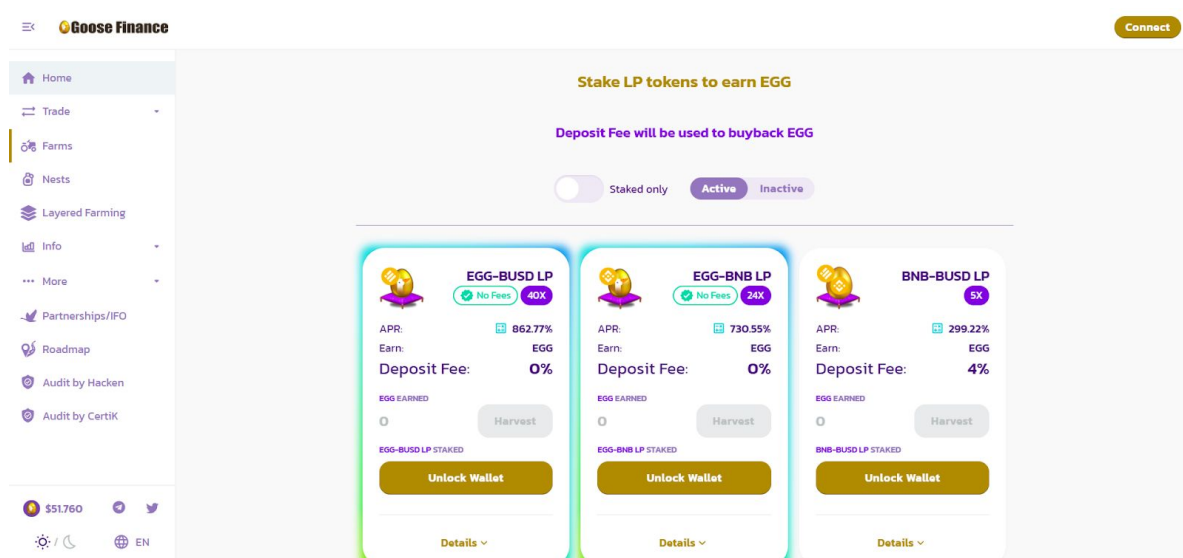 Goose Finance
Connect
Home
Trade
Farms
Nests
Layered Farming
Info
More
Partnerships/IFO
Roadmap
Audit by Hacken
Audit by CertiK
$51.760
EN
Stake LP tokens to earn EGG
Deposit Fee will be used to buyback EGG
Staked only Active Inactive
EGG-BUSD LP
No Fees 40X
APR: 862.77%
Earn: EGG
Deposit Fee: 0%
EGG EARNED
0 Harvest
EGG-BUSD LP STAKED
Unlock Wallet
Details
EGG-BNB LP
No Fees 24X
APR: 730.55%
Earn: EGG
Deposit Fee: 0%
EGG EARNED
0 Harvest
EGG-BNB LP STAKED
Unlock Wallet
Details
BNB-BUSD LP
5X
APR: 299.22%
Earn: EGG
Deposit Fee: 4%
EGG EARNED
0 Harvest
BNB-BUSD LP STAKED
Unlock Wallet
Details